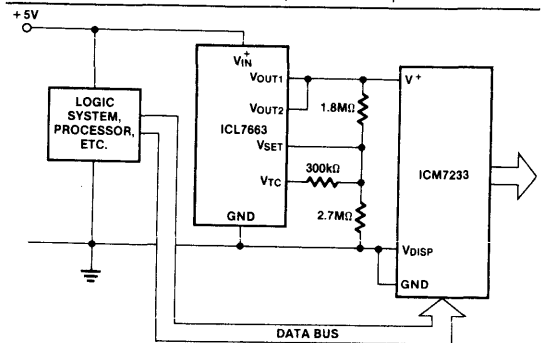 + 5V
LOGIC
SYSTEM,
PROCESSOR,
ETC.
V+IN
VOUT1
VOUT2
ICL7663
VSET
VTC
GND
1.8MΩ
300kΩ
2.7MΩ
V+
ICM7233
VDISP
GND
DATA BUS